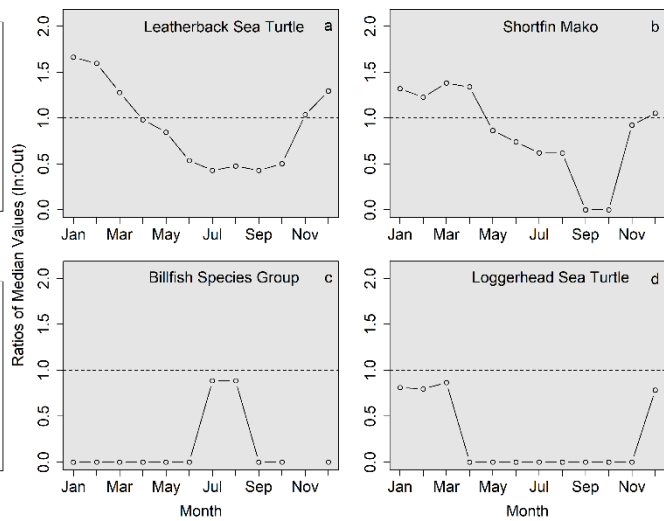 Ratios of Median Values (In:Out)
Leatherback Sea Turtle a
0.0 0.5 1.0 1.5 2.0
Jan Mar May Jul Sep Nov
Month
Shortfin Mako b
0.0 0.5 1.0 1.5 2.0
Jan Mar May Jul Sep Nov
Month
Billfish Species Group c
0.0 0.5 1.0 1.5 2.0
Jan Mar May Jul Sep Nov
Month
Loggerhead Sea Turtle d
0.0 0.5 1.0 1.5 2.0
Jan Mar May Jul Sep Nov
Month